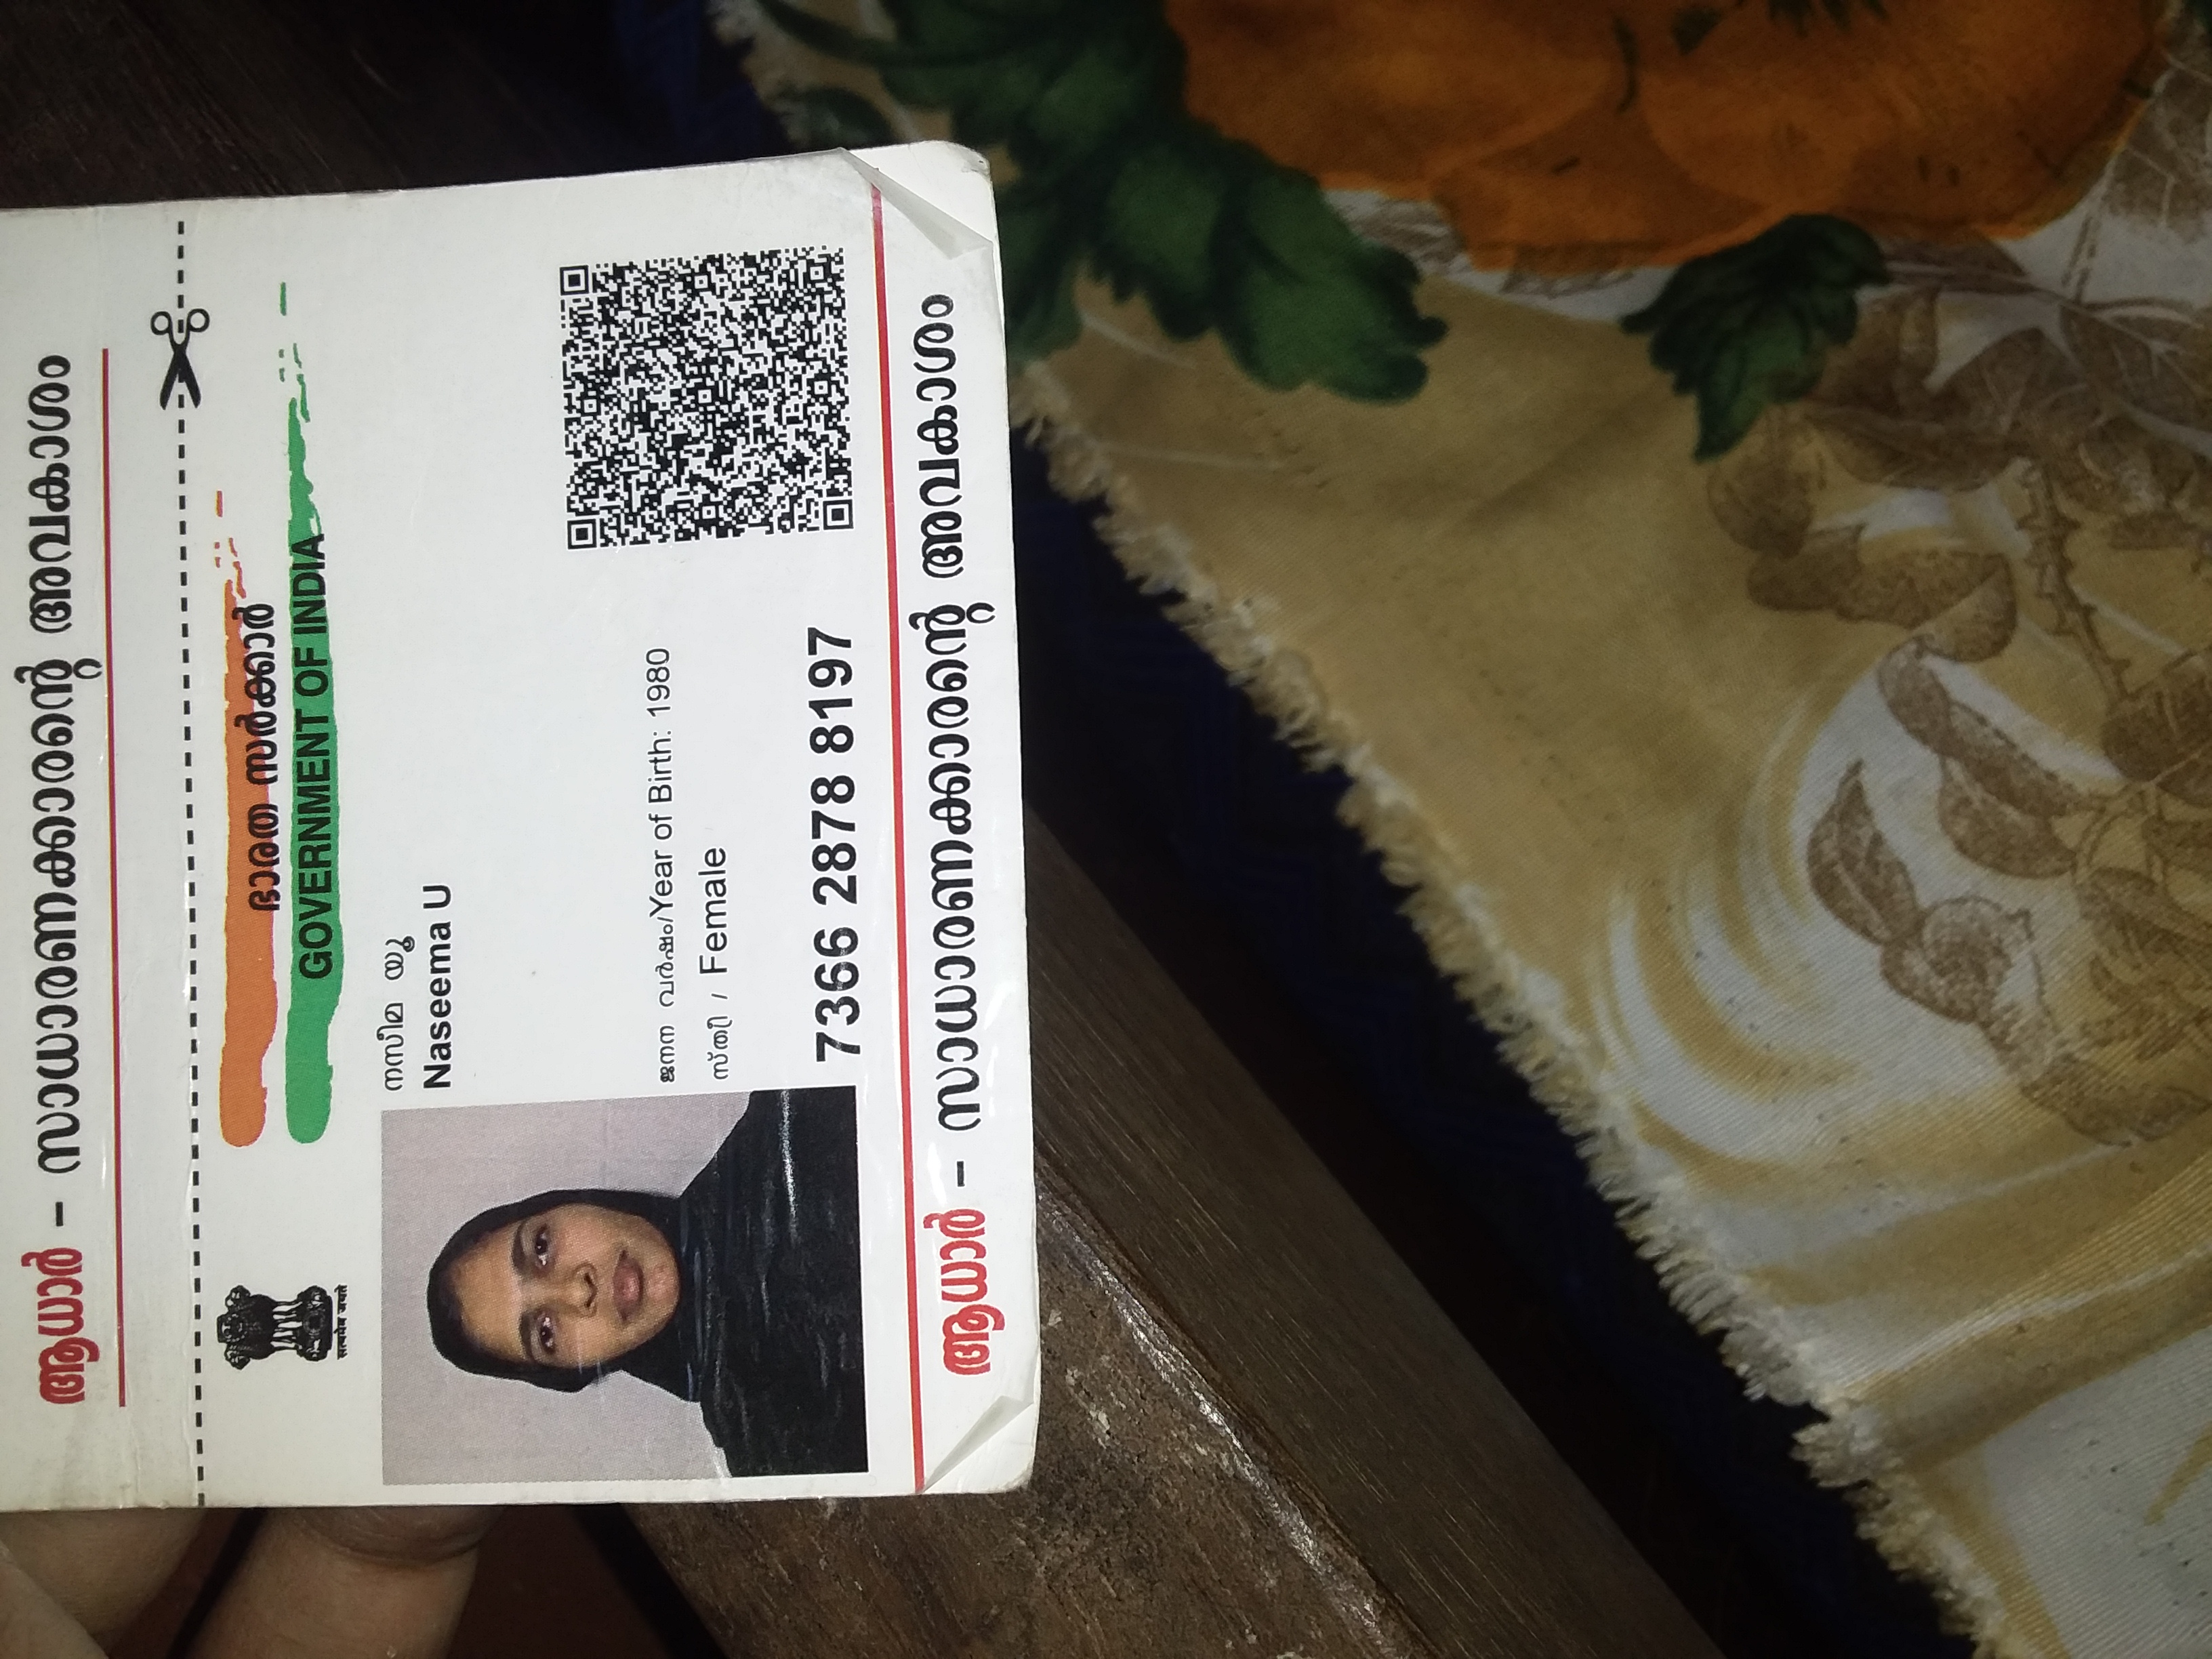 ആധാർ - സാധാരണക്കാരന്റെ അവകാശം
ഭാരത സർക്കാർ
GOVERNMENT OF INDIA
सत्यमेव जयते
നസീമ യൂ
Naseema U
ജനന വർഷം/Year of Birth: 1980
സ്ത്രീ / Female
7366 2878 8197
ആധാർ - സാധാരണക്കാരന്റെ അവകാശം